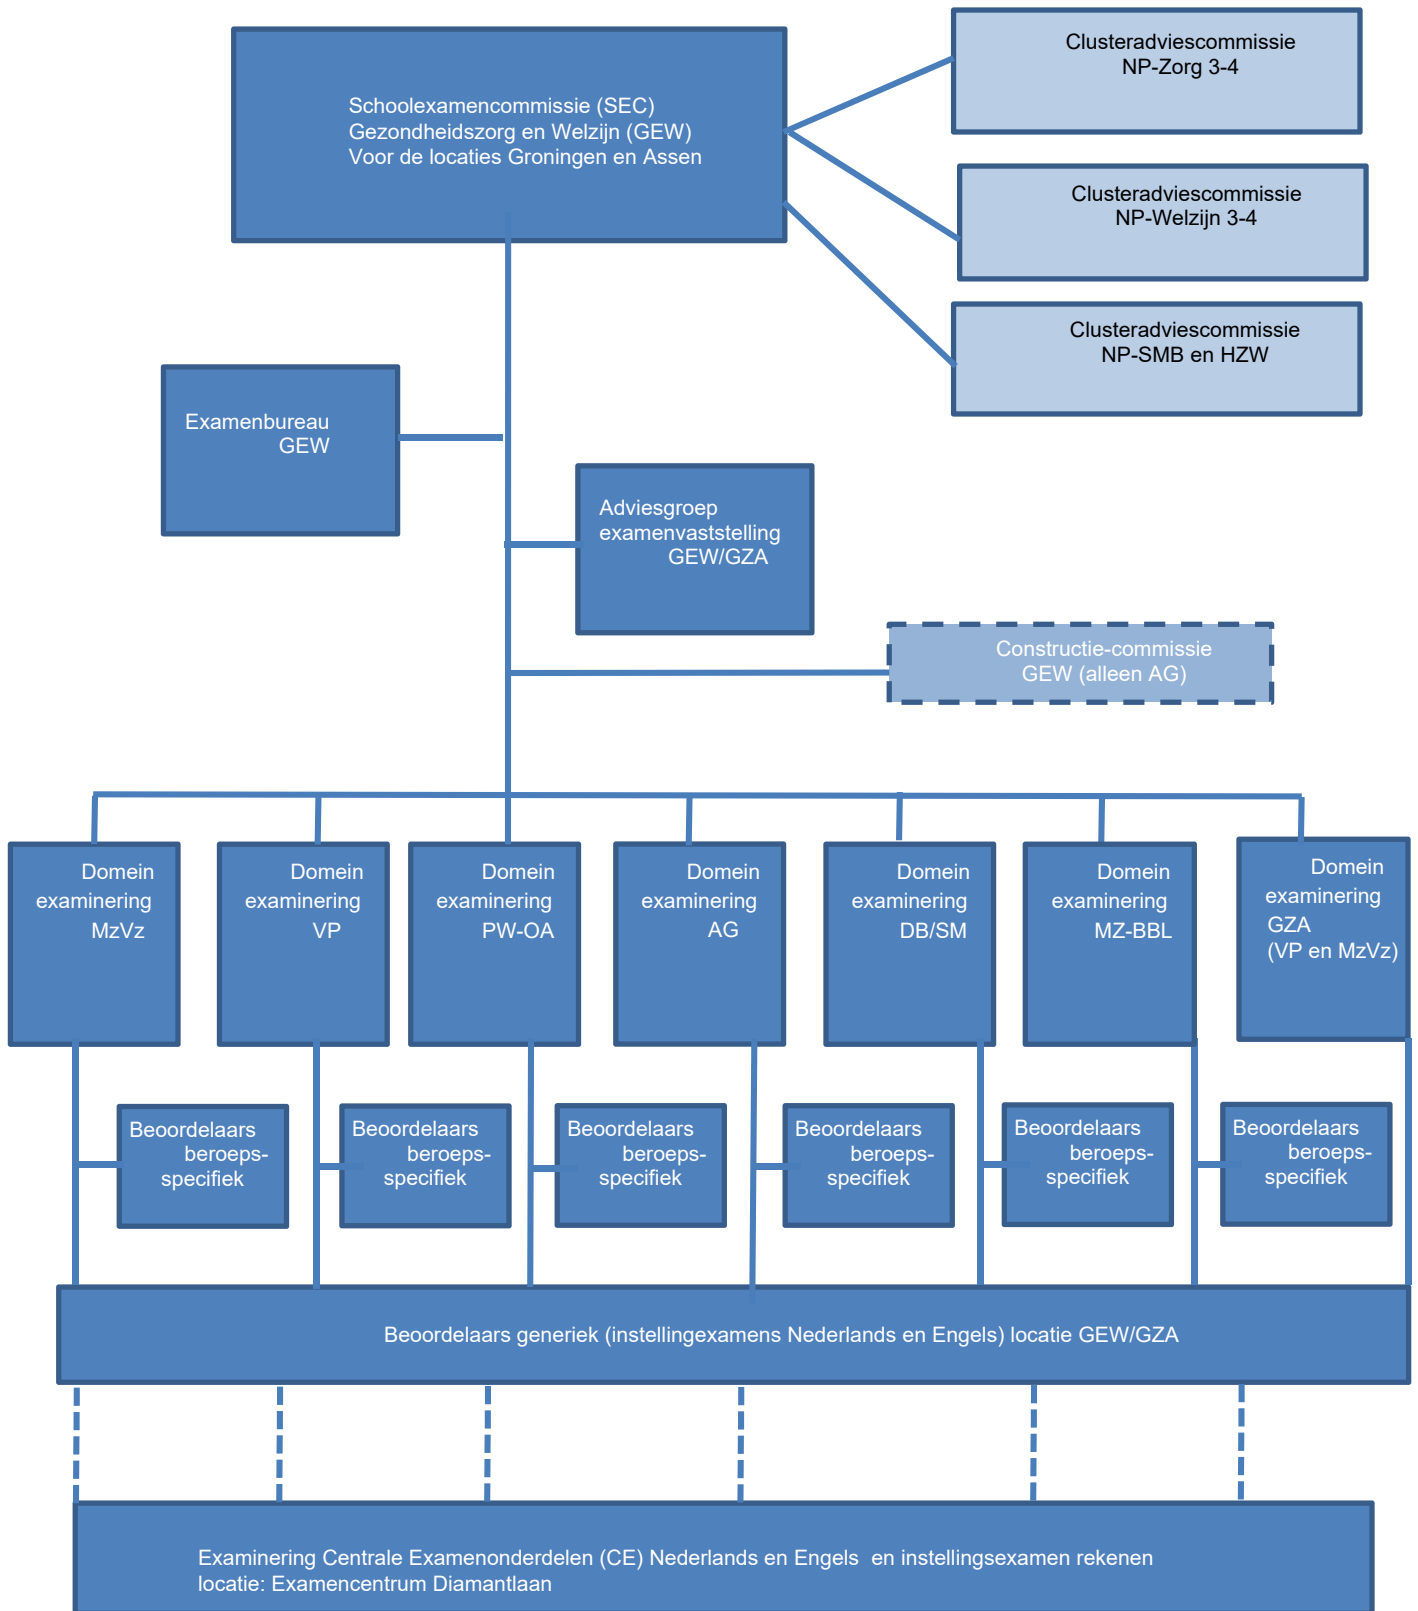 Clusteradviescommissie
NP-Zorg 3-4
Schoolexamencommissie (SEC)
Gezondheidszorg en Welzijn (GEW)
Voor de locaties Groningen en Assen
Clusteradviescommissie
NP-Welzijn 3-4
Clusteradviescommissie
NP-SMB en HZW
Examenbureau
GEW
Adviesgroep
examenvaststelling
GEW/GZA
Constructie-commissie
GEW (alleen AG)
Domein
examinering
MzVz
Domein
examinering
VP
Domein
examinering
PW-OA
Domein
examinering
AG
Domein
examinering
DB/SM
Domein
examinering
MZ-BBL
Domein
examinering
GZA
(VP en MzVz)
Beoordelaars
beroeps-
specifiek
Beoordelaars
beroeps-
specifiek
Beoordelaars
beroeps-
specifiek
Beoordelaars
beroeps-
specifiek
Beoordelaars
beroeps-
specifiek
Beoordelaars
beroeps-
specifiek
Beoordelaars generiek (instellingexamens Nederlands en Engels) locatie GEW/GZA
Examinering Centrale Examenonderdelen (CE) Nederlands en Engels  en instellingsexamen rekenen
locatie: Examencentrum Diamantlaan